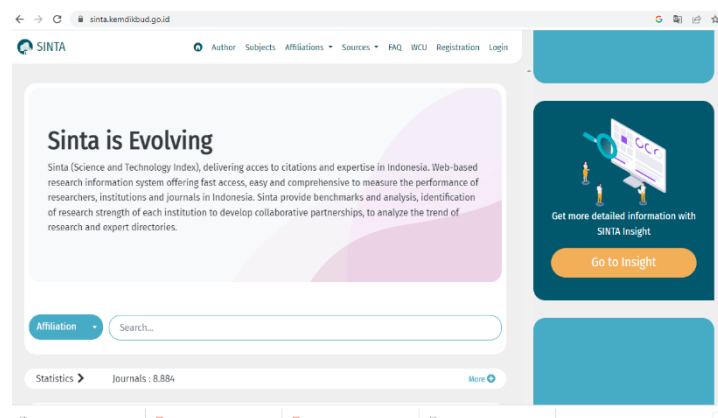 sinta.kemdikbud.go.id
SINTA
Author Subjects Affiliations Sources FAQ WCU Registration Login
Sinta is Evolving
Sinta (Science and Technology Index), delivering acces to citations and expertise in Indonesia. Web-based
research information system offering fast access, easy and comprehensive to measure the performance of
researchers, institutions and journals in Indonesia. Sinta provide benchmarks and analysis, identification
of research strength of each institution to develop collaborative partnerships, to analyze the trend of
research and expert directories.
Get more detailed information with
SINTA Insight
Go to Insight
Affiliation
Search...
Statistics
Journals : 8.884
More